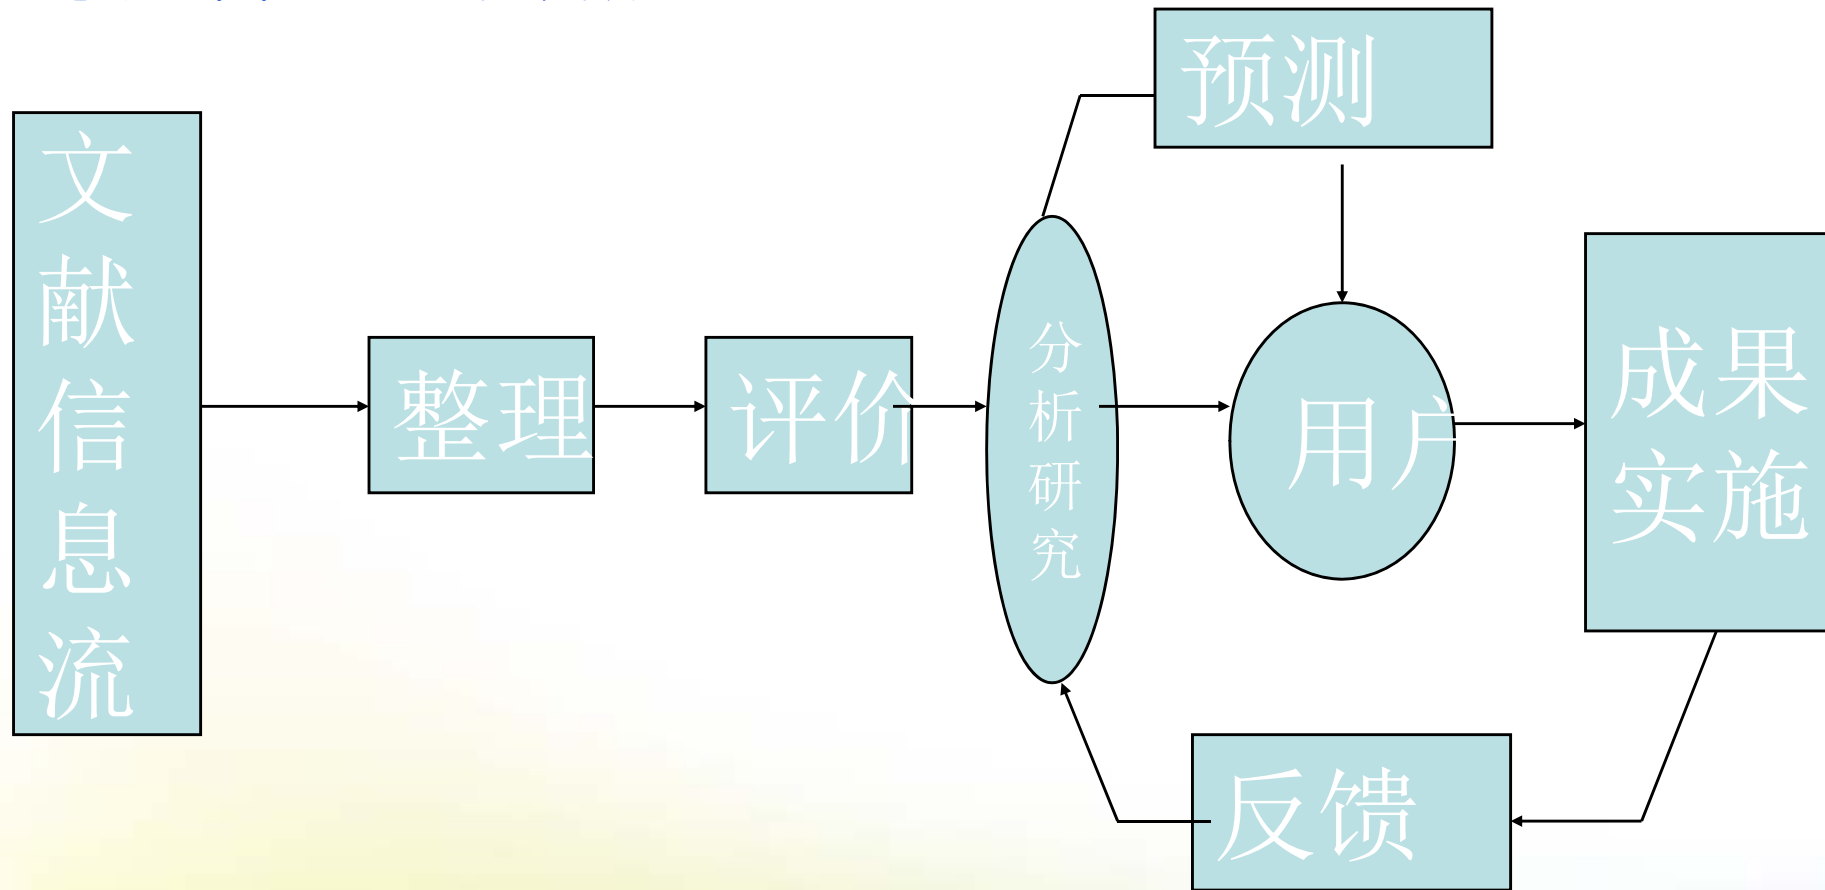 预测
文
献
信
息
流
整理
评价
分
析
研
究
用户
成果
实施
反馈